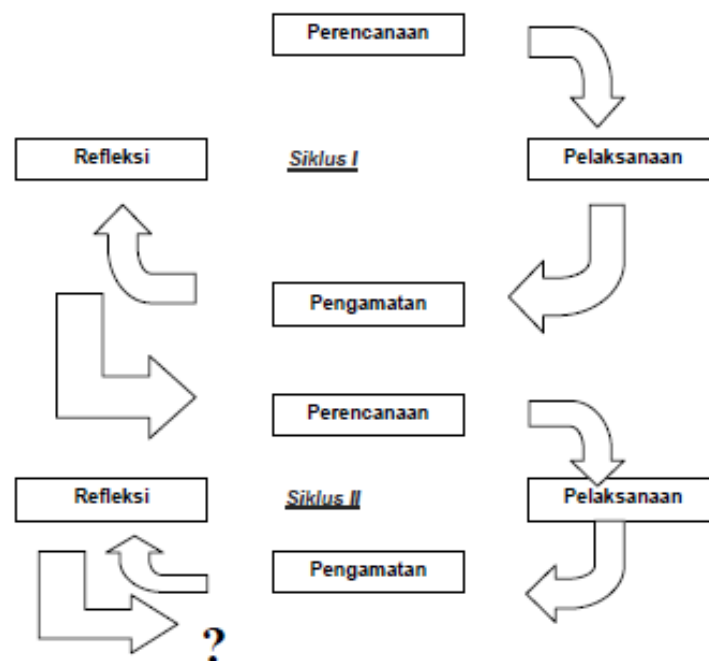 Perencanaan
Refleksi
Siklus I
Pelaksanaan
Pengamatan
Perencanaan
Refleksi
Siklus II
Pelaksanaan
Pengamatan
?